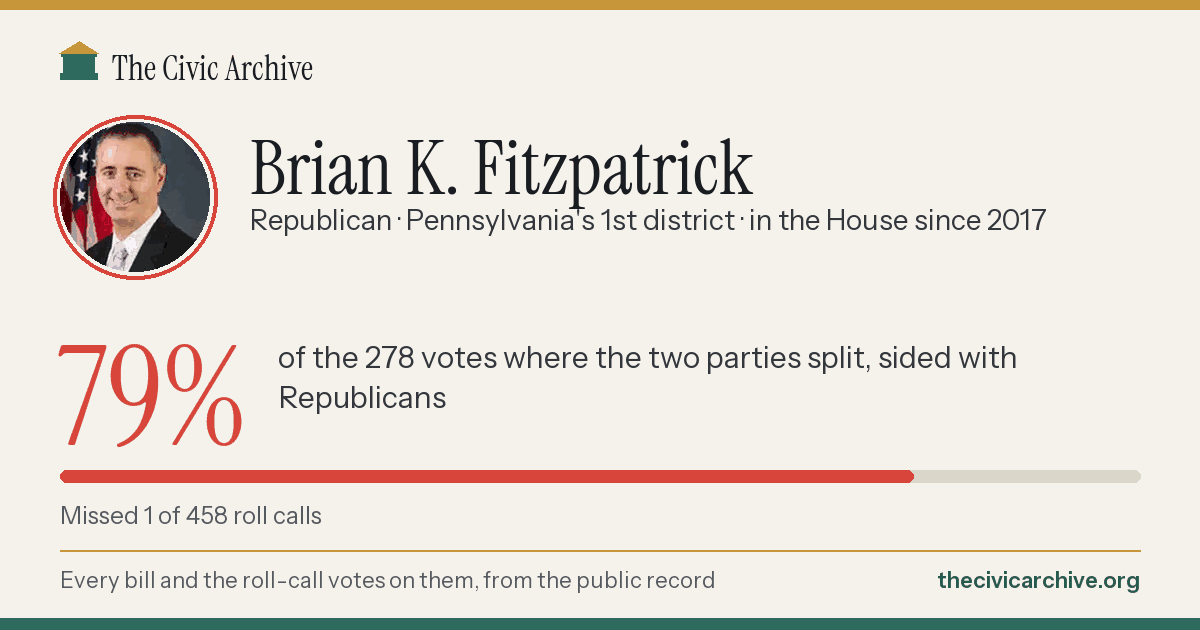 The Civic Archive
Brian K. Fitzpatrick
Republican · Pennsylvania's 1st district · in the House since 2017
79%
of the 278 votes where the two parties split, sided with
Republicans
Missed 1 of 458 roll calls
Every bill and the roll-call votes on them, from the public record
thecivicarchive.org